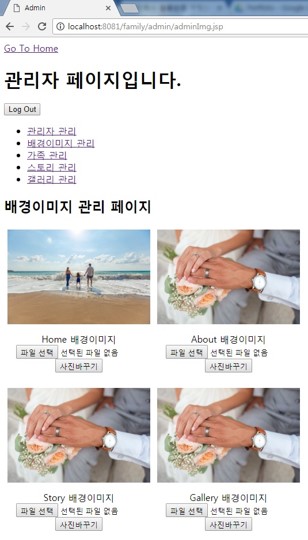 Admin
localhost:8081/family/admin/adminImg.jsp
Go To Home
관리자 페이지입니다.
Log Out
관리자 관리
배경이미지 관리
가족 관리
스토리 관리
갤러리 관리
배경이미지 관리 페이지
Home 배경이미지
파일 선택 선택된 파일 없음
사진바꾸기
About 배경이미지
파일 선택 선택된 파일 없음
사진바꾸기
Story 배경이미지
파일 선택 선택된 파일 없음
사진바꾸기
Gallery 배경이미지
파일 선택 선택된 파일 없음
사진바꾸기